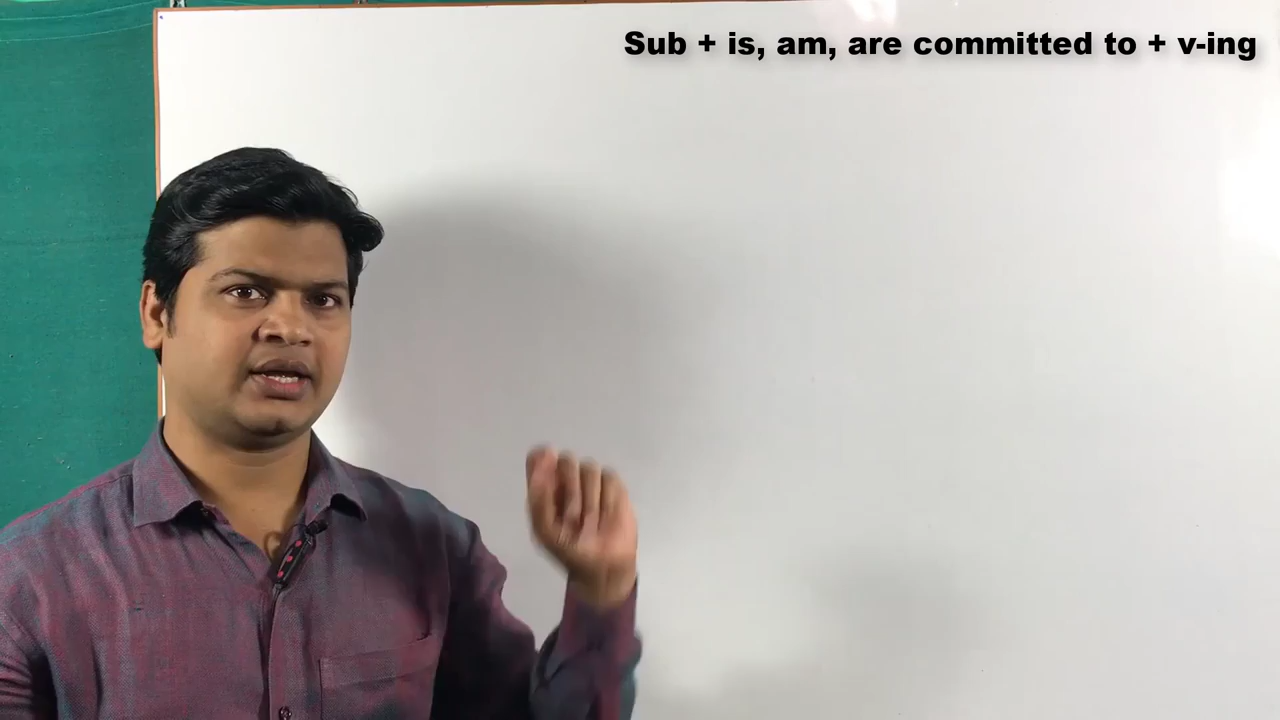 Sub + is, am, are committed to + v-ing